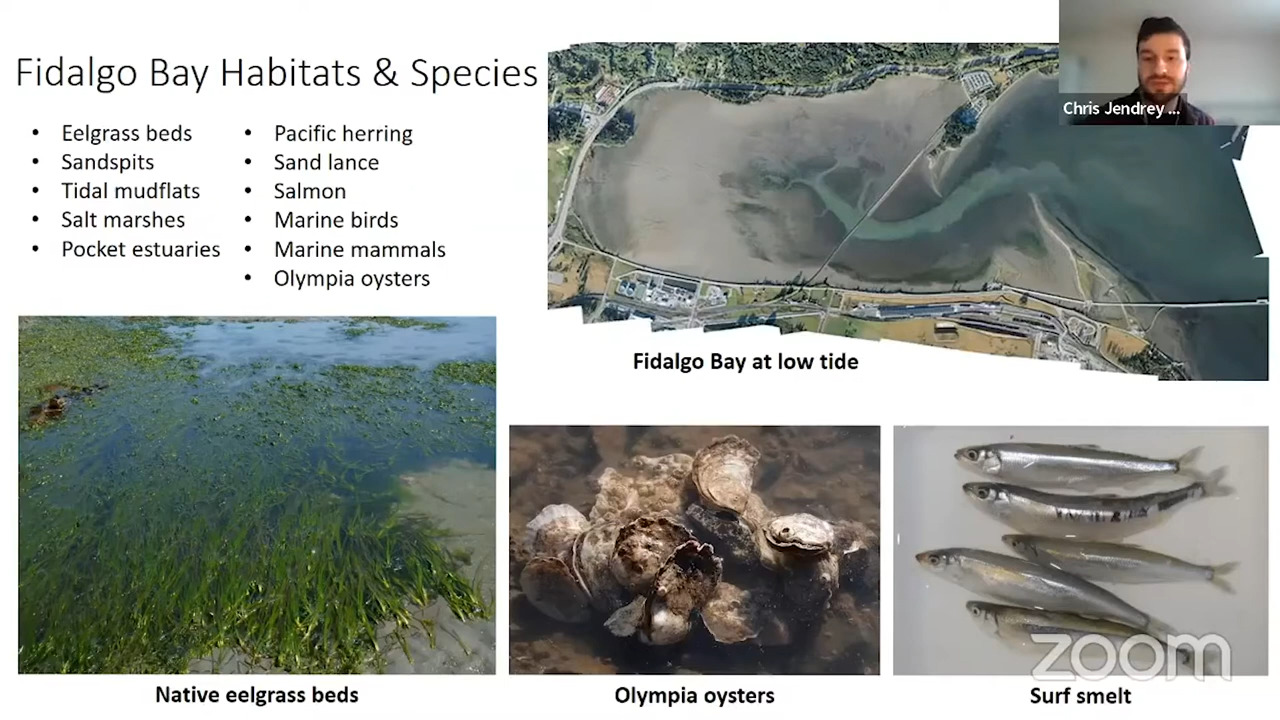 Fidalgo Bay Habitats & Species
• Eelgrass beds
• Sandspits
• Tidal mudflats
• Salt marshes
• Pocket estuaries
• Pacific herring
• Sand lance
• Salmon
• Marine birds
• Marine mammals
• Olympia oysters
Chris Jendrey ...
Fidalgo Bay at low tide
Native eelgrass beds
Olympia oysters
Surf smelt
zoom